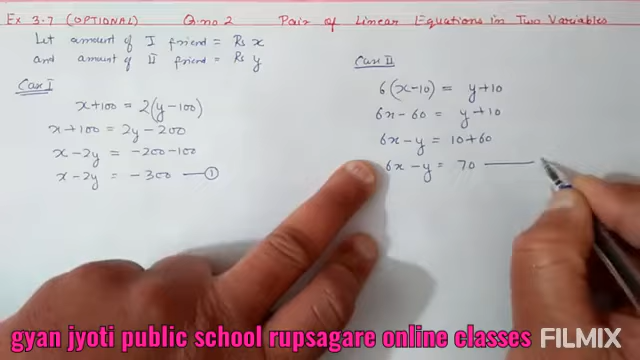 Ex 3.7 (OPTIONAL) Q.no 2 Pair of Linear Equations in Two Variables
Let amount of I friend = Rs x
and amount of II friend = Rs y
Case I
x+100 = 2(y-100)
x+100 = 2y-200
x-2y = -200-100
x-2y = -300 —①
Case II
6(x-10) = y+10
6x-60 = y+10
6x-y = 10+60
6x-y = 70 —
gyan jyoti public school rupsagare online classes
FILMIX